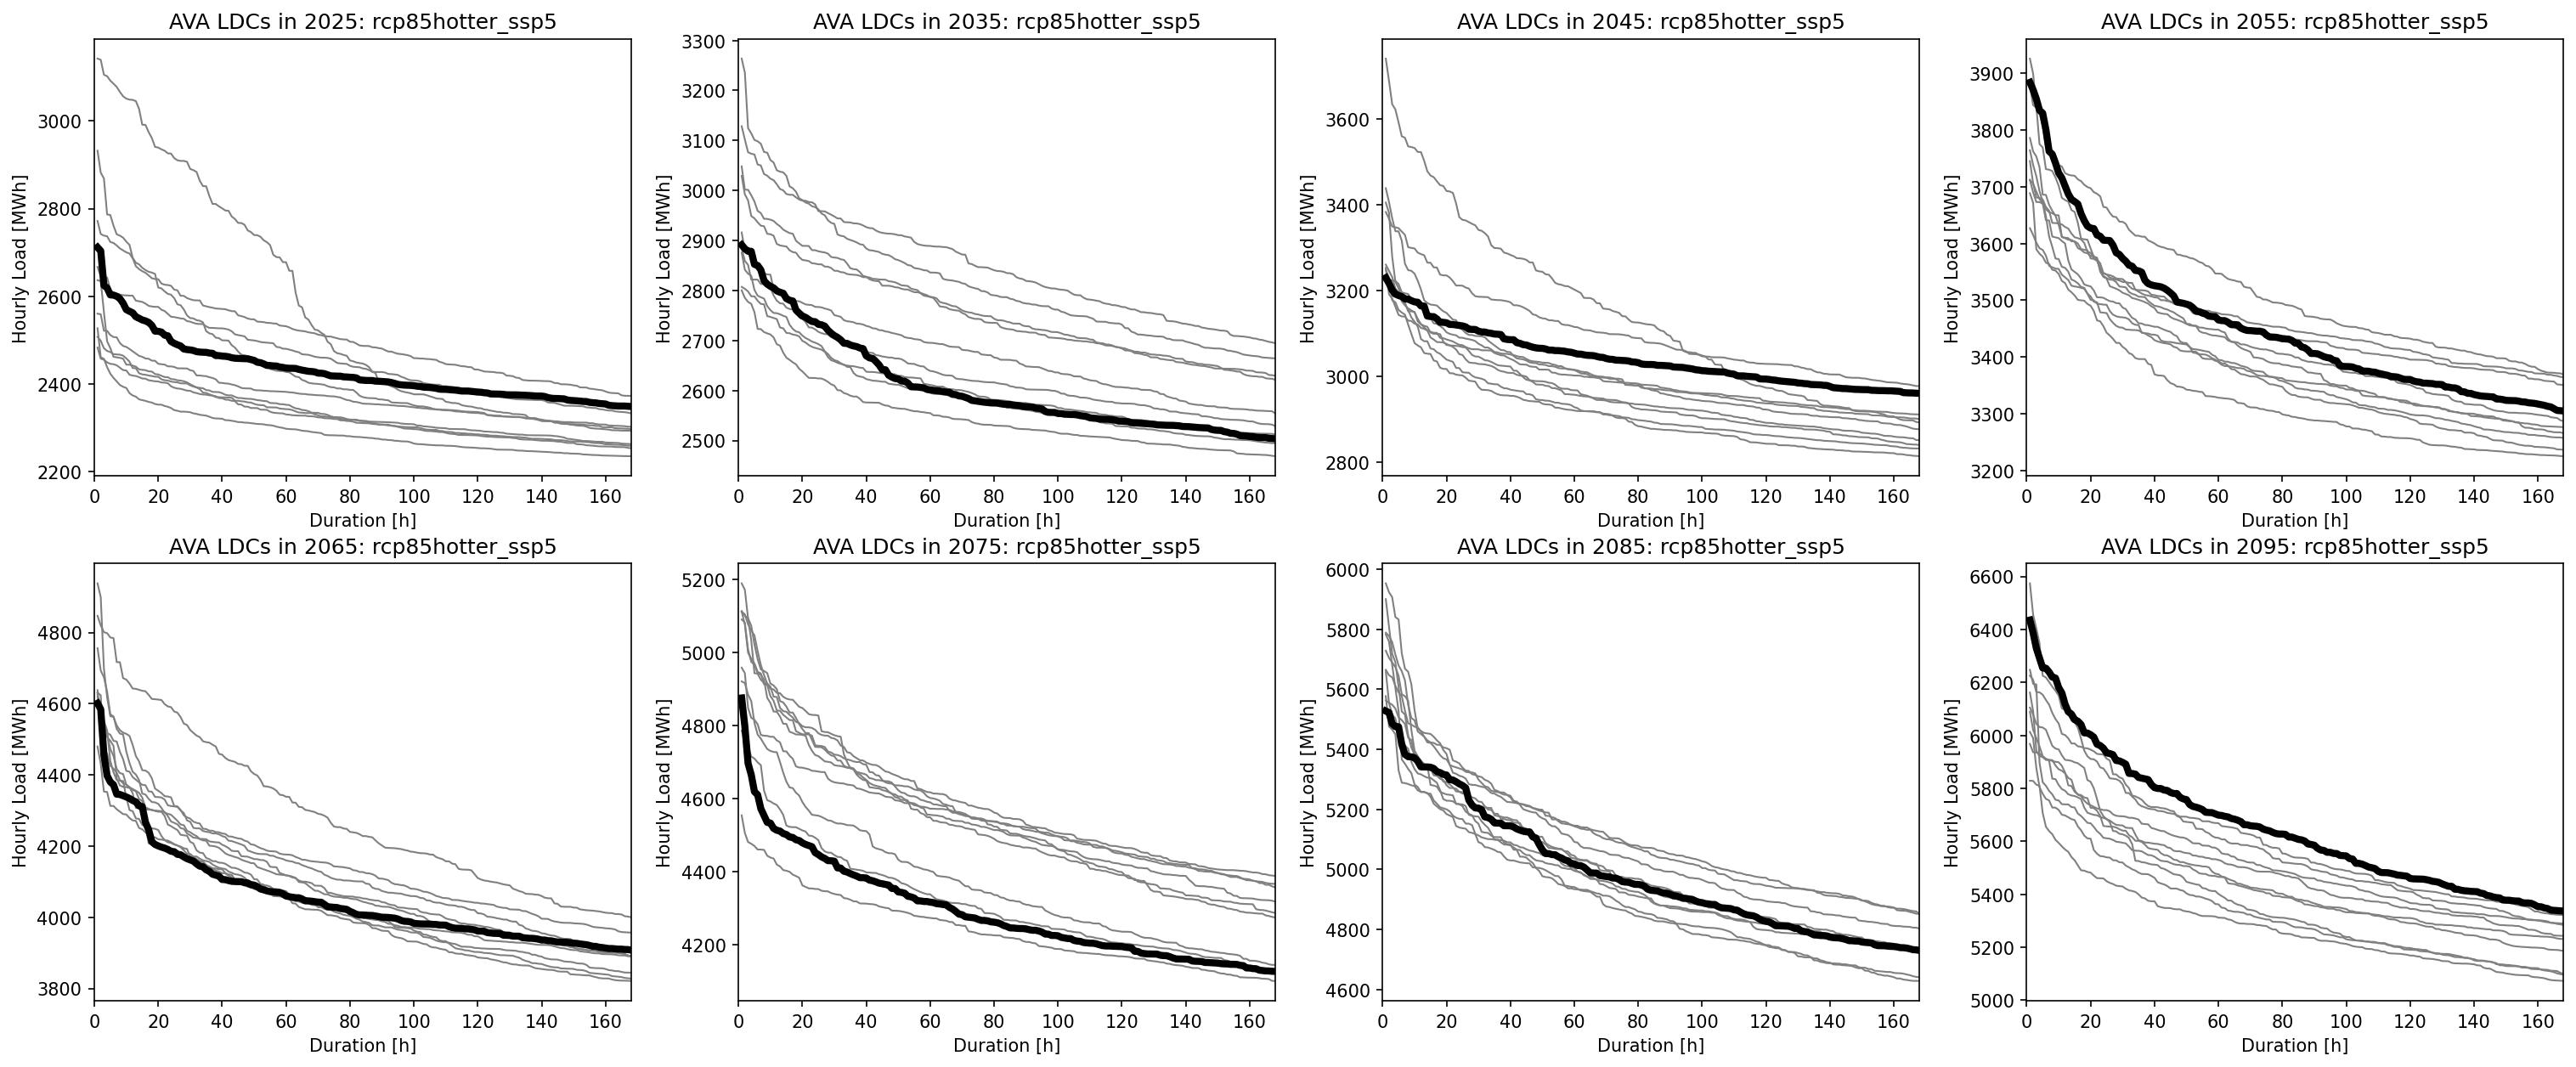 AVA LDCs in 2025: rcp85hotter_ssp5
Hourly Load [MWh]
3000
2800
2600
2400
2200
0 20 40 60 80 100 120 140 160
Duration [h]
AVA LDCs in 2035: rcp85hotter_ssp5
Hourly Load [MWh]
3300
3200
3100
3000
2900
2800
2700
2600
2500
0 20 40 60 80 100 120 140 160
Duration [h]
AVA LDCs in 2045: rcp85hotter_ssp5
Hourly Load [MWh]
3600
3400
3200
3000
2800
0 20 40 60 80 100 120 140 160
Duration [h]
AVA LDCs in 2055: rcp85hotter_ssp5
Hourly Load [MWh]
3900
3800
3700
3600
3500
3400
3300
3200
0 20 40 60 80 100 120 140 160
Duration [h]
AVA LDCs in 2065: rcp85hotter_ssp5
Hourly Load [MWh]
4800
4600
4400
4200
4000
3800
0 20 40 60 80 100 120 140 160
Duration [h]
AVA LDCs in 2075: rcp85hotter_ssp5
Hourly Load [MWh]
5200
5000
4800
4600
4400
4200
0 20 40 60 80 100 120 140 160
Duration [h]
AVA LDCs in 2085: rcp85hotter_ssp5
Hourly Load [MWh]
6000
5800
5600
5400
5200
5000
4800
4600
0 20 40 60 80 100 120 140 160
Duration [h]
AVA LDCs in 2095: rcp85hotter_ssp5
Hourly Load [MWh]
6600
6400
6200
6000
5800
5600
5400
5200
5000
0 20 40 60 80 100 120 140 160
Duration [h]